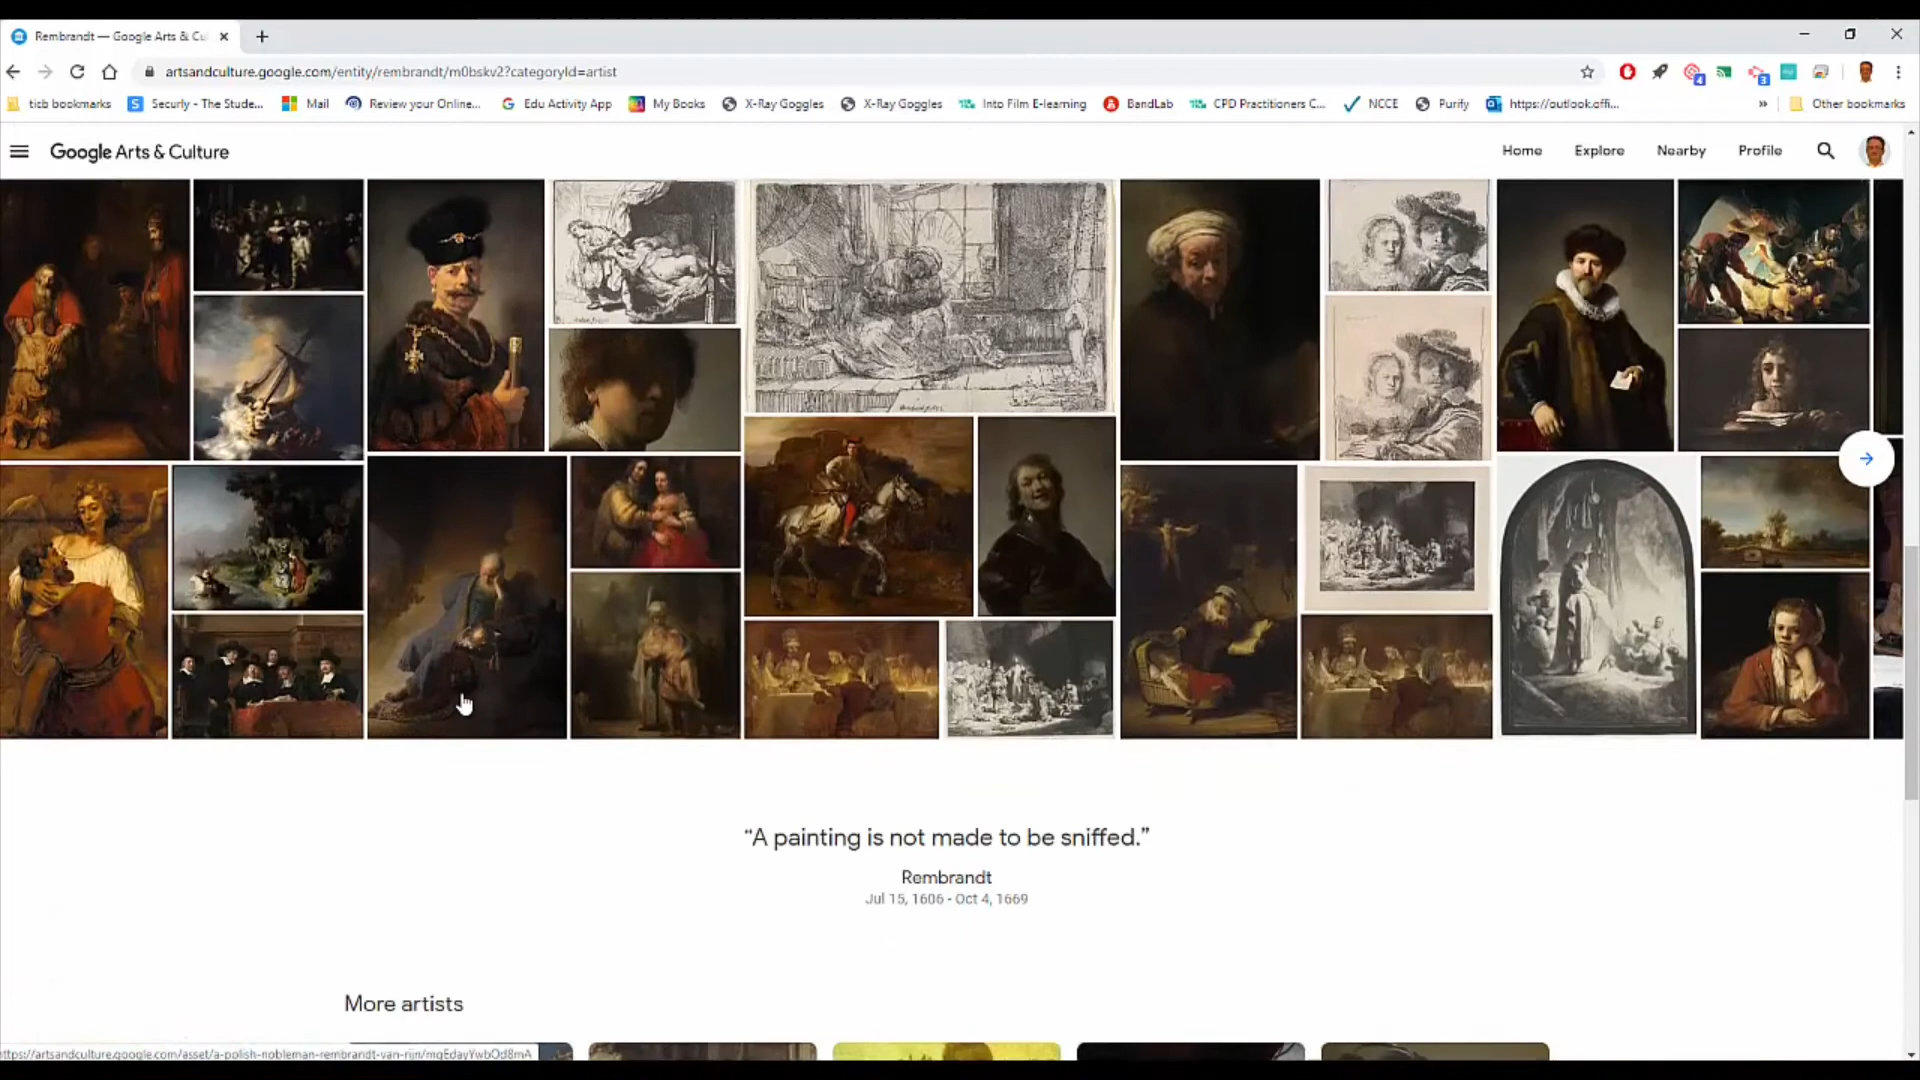 Rembrandt — Google Arts & Cu
artsandculture.google.com/entity/rembrandt/m0bskv2?categoryId=artist
ticb bookmarks
Securly - The Stude...
Mail
Review your Online...
Edu Activity App
My Books
X-Ray Goggles
X-Ray Goggles
Into Film E-learning
BandLab
CPD Practitioners C...
NCCE
Purify
https://outlook.offi...
Other bookmarks
Google Arts & Culture
Home
Explore
Nearby
Profile
“A painting is not made to be sniffed.”
Rembrandt
Jul 15, 1606 - Oct 4, 1669
More artists
https://artsandculture.google.com/asset/a-polish-nobleman-rembrandt-van-rijn/mgEdayYwbOd8mA